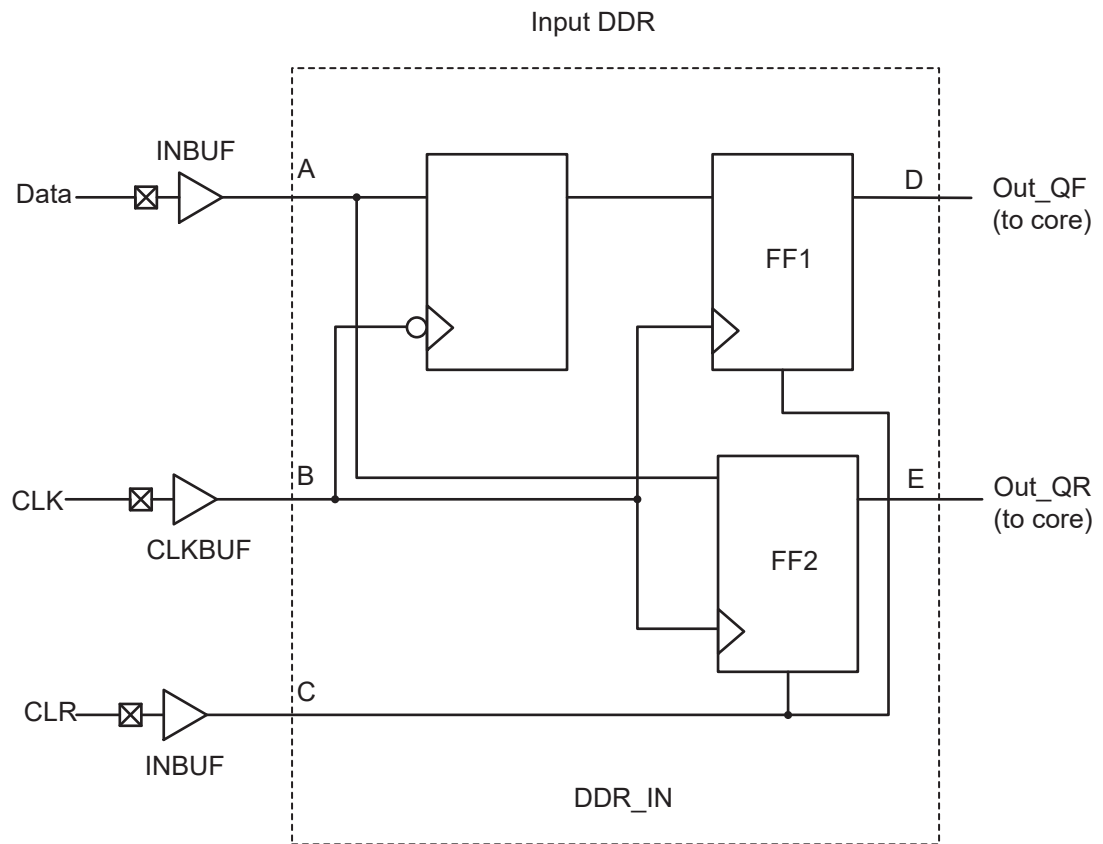 Input DDR
INBUF
A
Data
D
Out_QF
(to core)
FF1
B
CLK
CLKBUF
E
Out_QR
(to core)
FF2
C
CLR
INBUF
DDR_IN